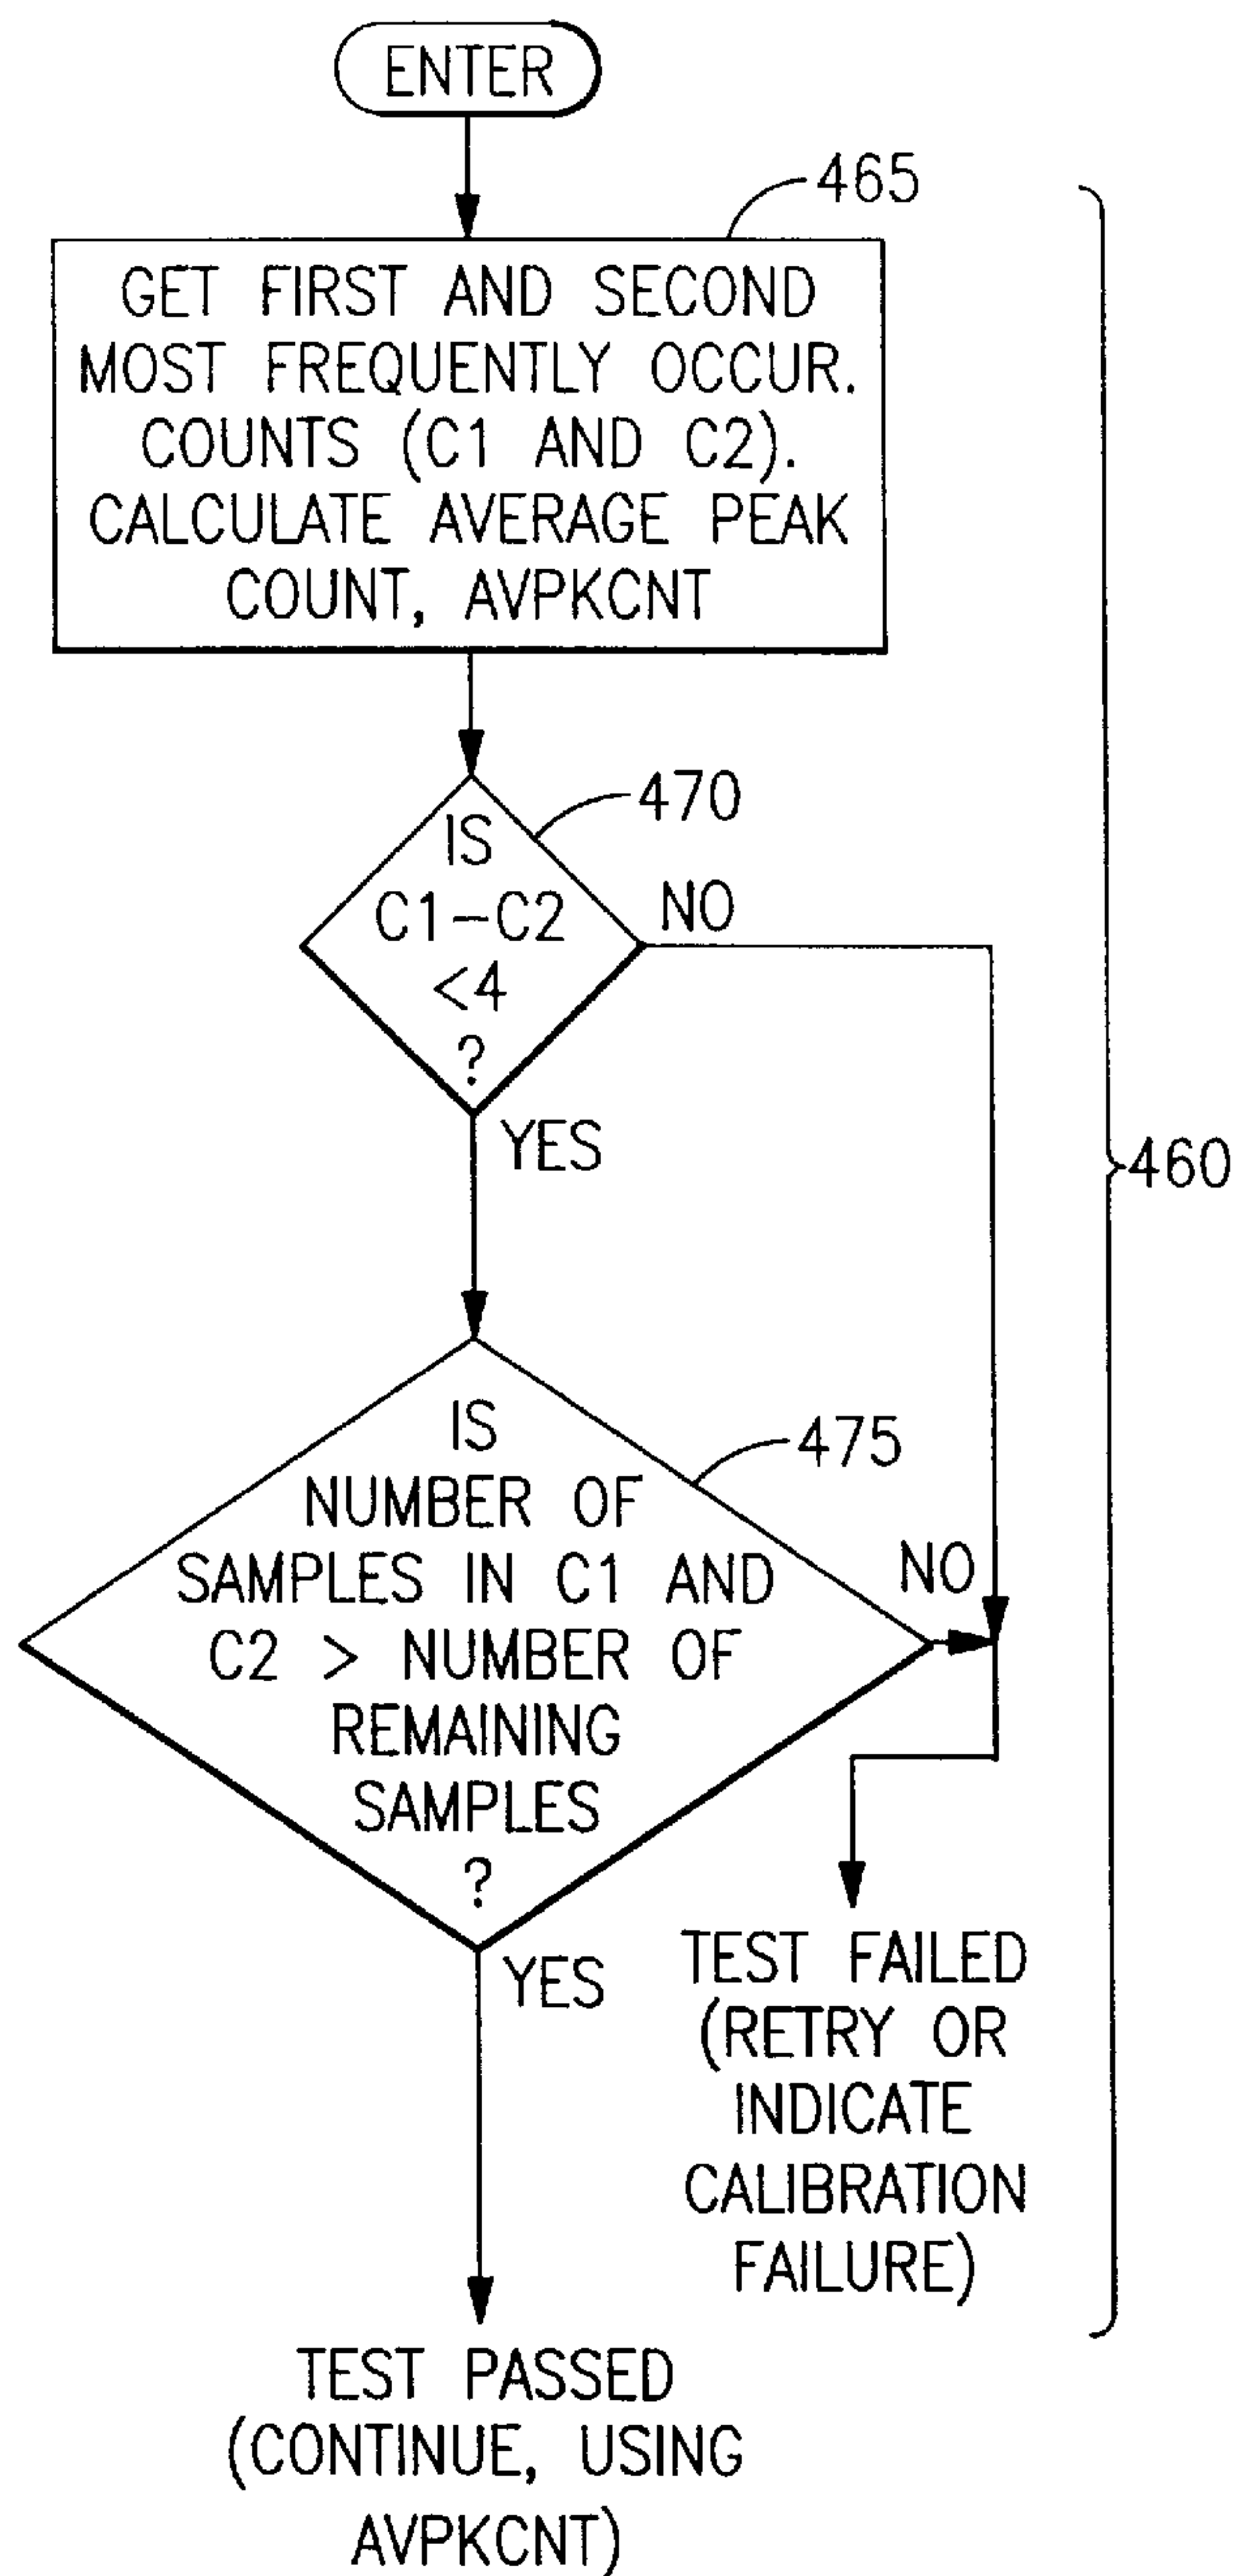 ENTER
465
GET FIRST AND SECOND
MOST FREQUENTLY OCCUR.
COUNTS (C1 AND C2).
CALCULATE AVERAGE PEAK
COUNT, AVPKCNT
470
IS
C1-C2
<4
?
NO
YES
460
475
IS
NUMBER OF
SAMPLES IN C1 AND
C2 > NUMBER OF
REMAINING
SAMPLES
?
NO
YES
TEST FAILED
(RETRY OR
INDICATE
CALIBRATION
FAILURE)
TEST PASSED
(CONTINUE, USING
AVPKCNT)